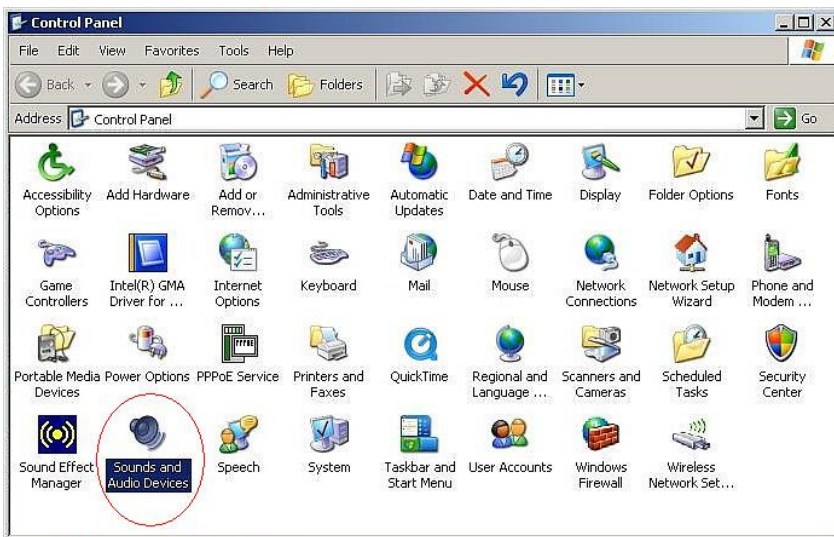 Control Panel
File Edit View Favorites Tools Help
Back Search Folders
Address Control Panel Go
Accessibility Options
Add Hardware
Add or Remov...
Administrative Tools
Automatic Updates
Date and Time
Display
Folder Options
Fonts
Game Controllers
Intel(R) GMA Driver for ...
Internet Options
Keyboard
Mail
Mouse
Network Connections
Network Setup Wizard
Phone and Modem ...
Portable Media Devices
Power Options
PPPoE Service
Printers and Faxes
QuickTime
Regional and Language ...
Scanners and Cameras
Scheduled Tasks
Security Center
Sound Effect Manager
Sounds and Audio Devices
Speech
System
Taskbar and Start Menu
User Accounts
Windows Firewall
Wireless Network Set...